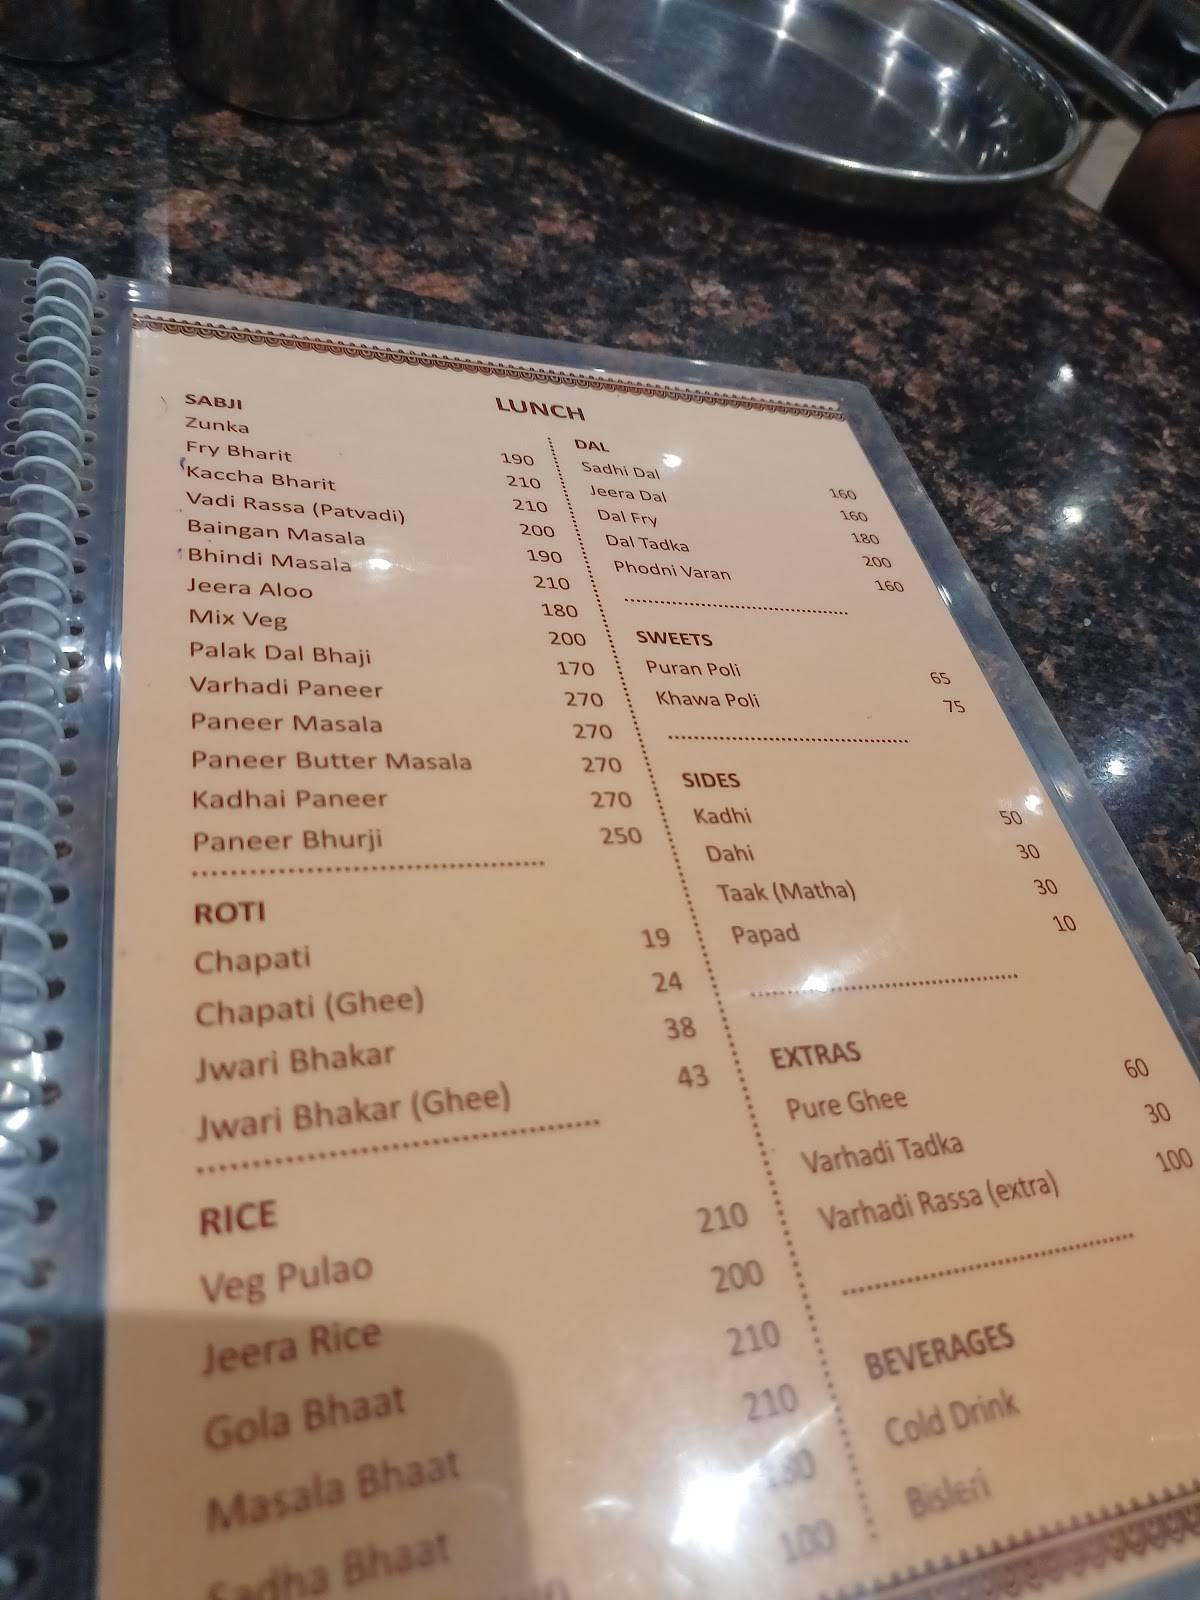 LUNCH
SABJI
Zunka 190
Fry Bharit 210
Kaccha Bharit 210
Vadi Rassa (Patvadi) 200
Baingan Masala 190
Bhindi Masala 210
Jeera Aloo 180
Mix Veg 200
Palak Dal Bhaji 170
Varhadi Paneer 270
Paneer Masala 270
Paneer Butter Masala 270
Kadhai Paneer 270
Paneer Bhurji 250
ROTI
Chapati 19
Chapati (Ghee) 24
Jwari Bhakar 38
Jwari Bhakar (Ghee) 43
RICE
Veg Pulao 210
Jeera Rice 200
Gola Bhaat 210
Masala Bhaat 210
Sadha Bhaat
100
DAL
Sadhi Dal 160
Jeera Dal 160
Dal Fry 180
Dal Tadka 200
Phodni Varan 160
SWEETS
Puran Poli 65
Khawa Poli 75
SIDES
Kadhi 50
Dahi 30
Taak (Matha) 30
Papad 10
EXTRAS
Pure Ghee 60
Varhadi Tadka 30
Varhadi Rassa (extra) 100
BEVERAGES
Cold Drink
Bisleri